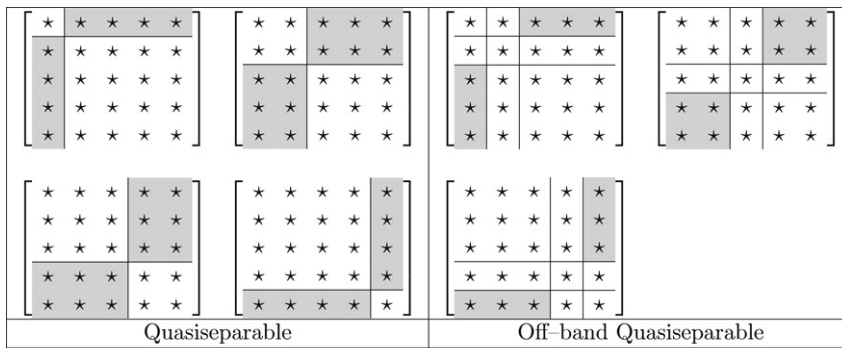 ★ ★ ★ ★ ★ ★ ★ ★ ★ ★ ★ ★ ★ ★ ★ ★ ★ ★ ★ ★
★ ★ ★ ★ ★ ★ ★ ★ ★ ★ ★ ★ ★ ★ ★ ★ ★ ★ ★ ★
★ ★ ★ ★ ★ ★ ★ ★ ★ ★ ★ ★ ★ ★ ★ ★ ★ ★ ★ ★
★ ★ ★ ★ ★ ★ ★ ★ ★ ★ ★ ★ ★ ★ ★ ★ ★ ★ ★ ★
★ ★ ★ ★ ★ ★ ★ ★ ★ ★ ★ ★ ★ ★ ★ ★ ★ ★ ★ ★
★ ★ ★ ★ ★ ★ ★ ★ ★ ★ ★ ★ ★ ★ ★
★ ★ ★ ★ ★ ★ ★ ★ ★ ★ ★ ★ ★ ★ ★
★ ★ ★ ★ ★ ★ ★ ★ ★ ★ ★ ★ ★ ★ ★
★ ★ ★ ★ ★ ★ ★ ★ ★ ★ ★ ★ ★ ★ ★
★ ★ ★ ★ ★ ★ ★ ★ ★ ★ ★ ★ ★ ★ ★
Quasiseparable
Off–band Quasiseparable